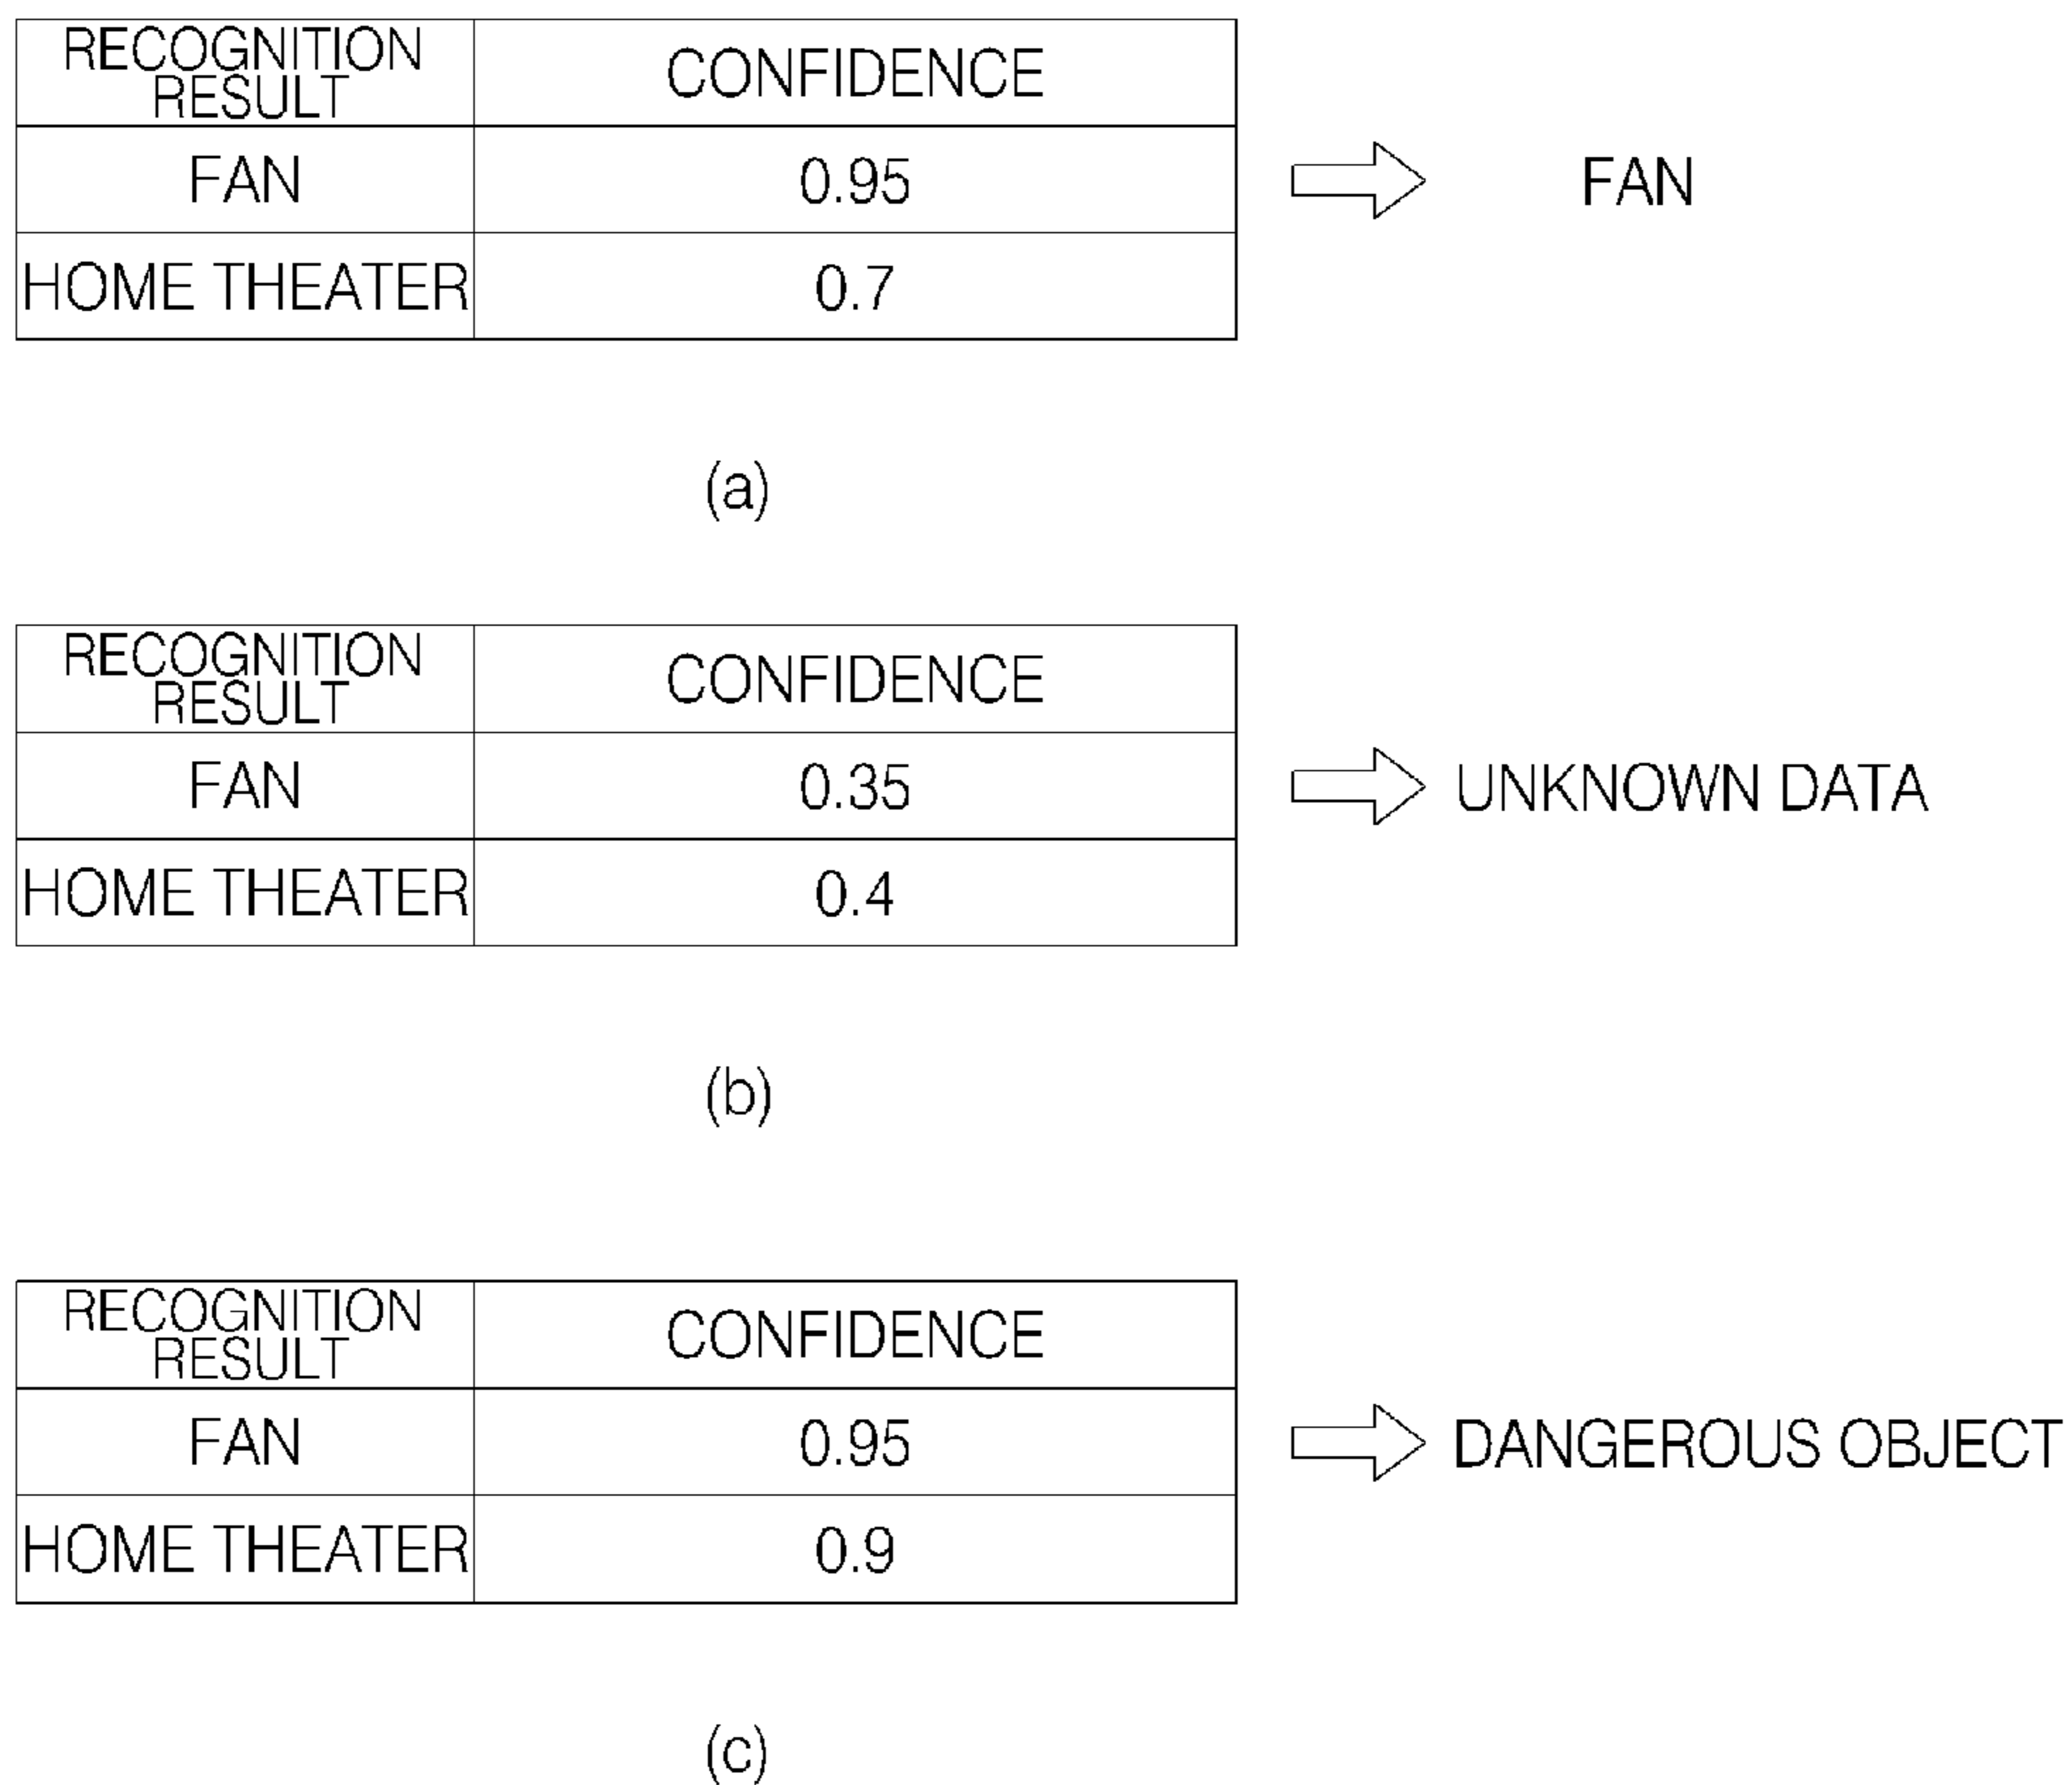 RECOGNITION
RESULT
CONFIDENCE
FAN
0.95
FAN
HOME THEATER
0.7
(a)
RECOGNITION
RESULT
CONFIDENCE
FAN
0.35
UNKNOWN DATA
HOME THEATER
0.4
(b)
RECOGNITION
RESULT
CONFIDENCE
FAN
0.95
DANGEROUS OBJECT
HOME THEATER
0.9
(c)